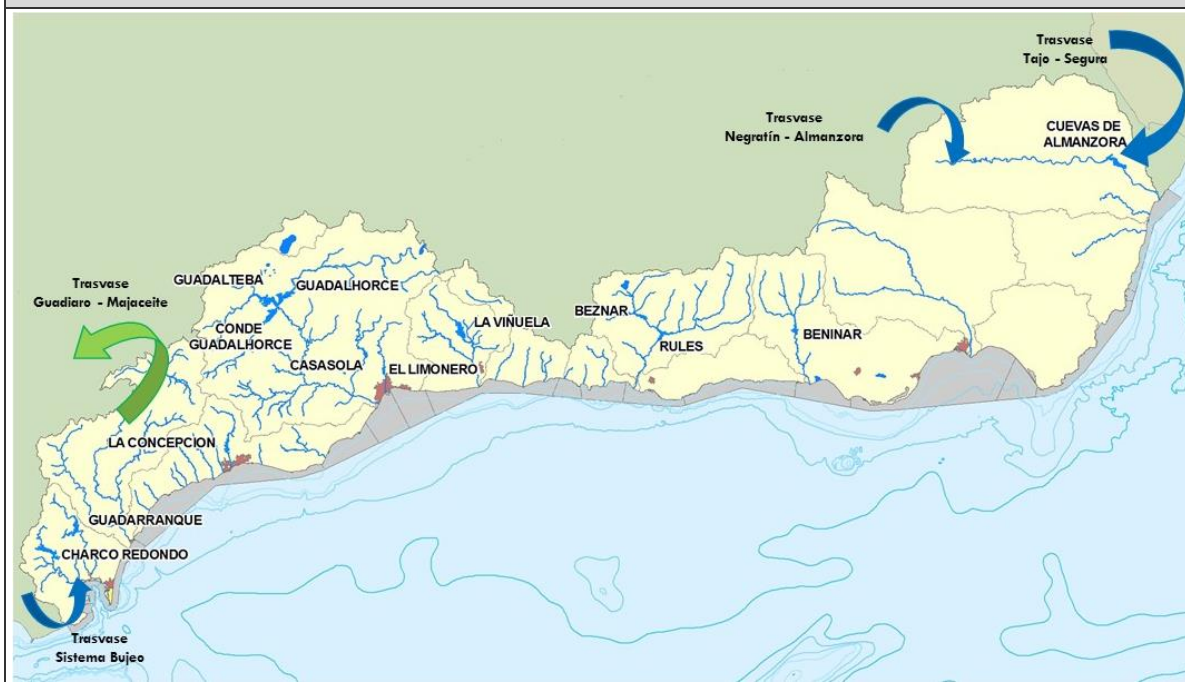 Trasvase
Tajo - Segura
Trasvase
Negratín - Almanzora
CUEVAS DE
ALMANZORA
GUADALTEBA
GUADALHORCE
Trasvase
Guadiaro - Majaceite
LA VIÑUELA
BEZNAR
CONDE
GUADALHORCE
RULES
BENINAR
CASASOLA
EL LIMONERO
LA CONCEPCION
GUADARRANQUE
CHARCO REDONDO
Trasvase
Sistema Bujeo